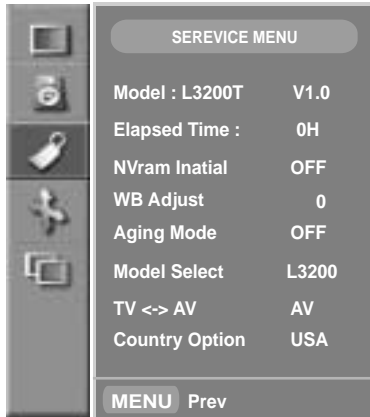 SEREVICE MENU
Model : L3200T V1.0
Elapsed Time : 0H
NVram Inatial OFF
WB Adjust 0
Aging Mode OFF
Model Select L3200
TV <-> AV AV
Country Option USA
MENU Prev